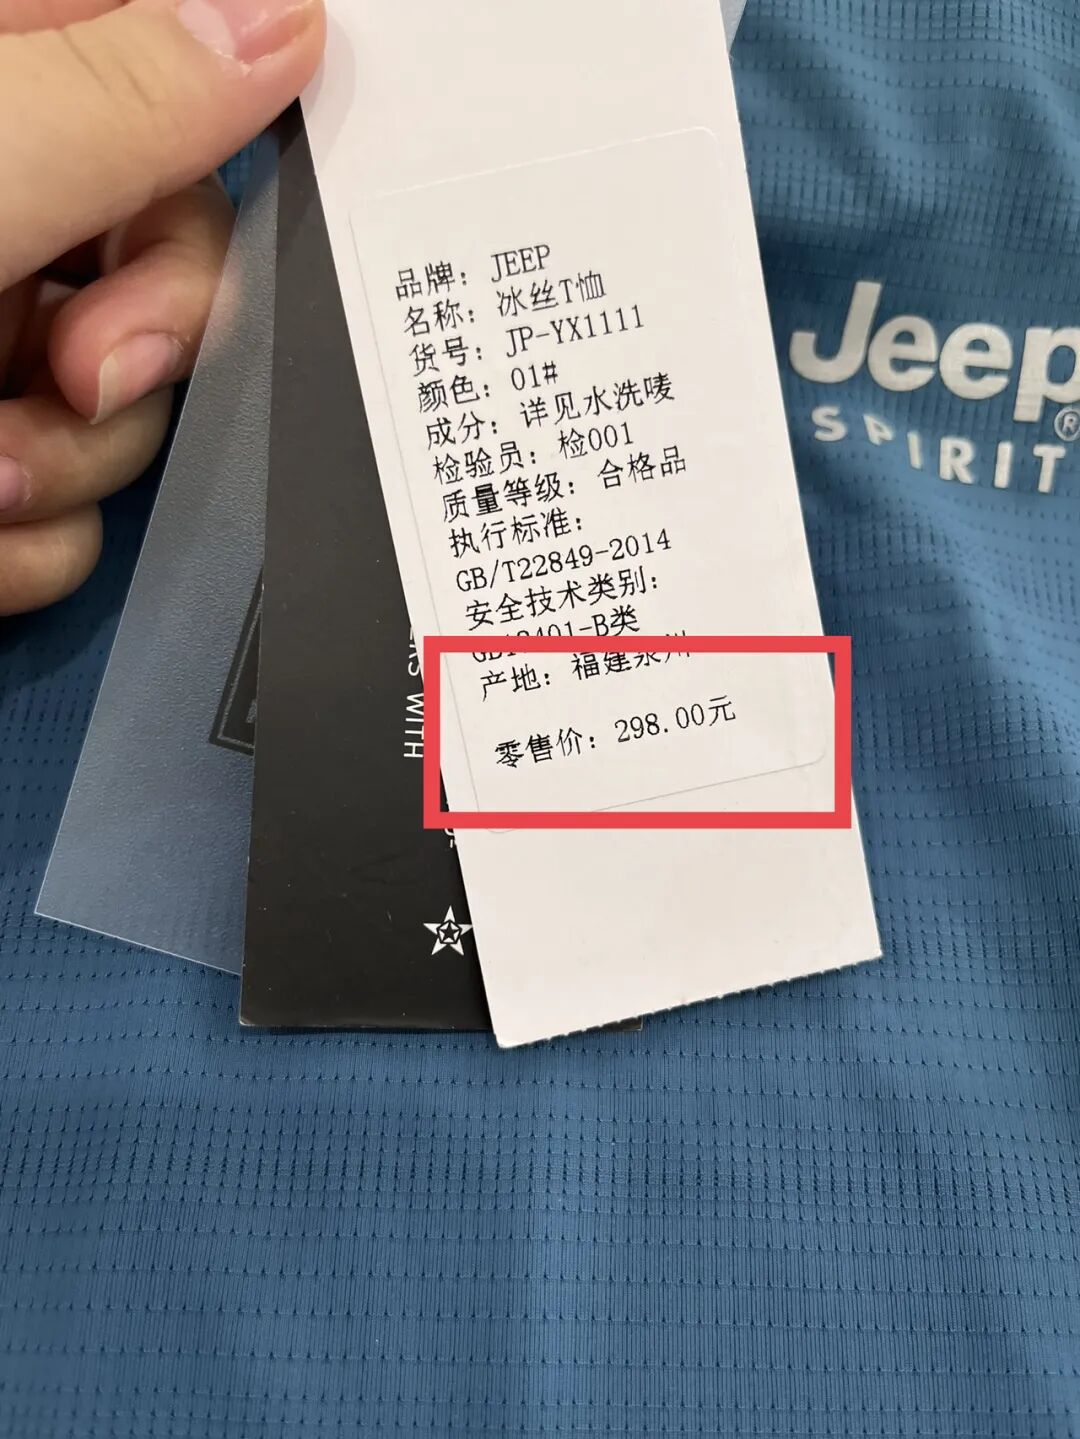 品牌： JEEP
名称： 冰丝T恤
货号： JP-YX1111
颜色： 01#
成分： 详见水洗唛
检验员： 检001
质量等级： 合格品
执行标准：
GB/T22849-2014
安全技术类别：
GB18401-B类
产地： 福建泉州
零售价： 298.00元
Jeep
®
SPIRIT
WITH